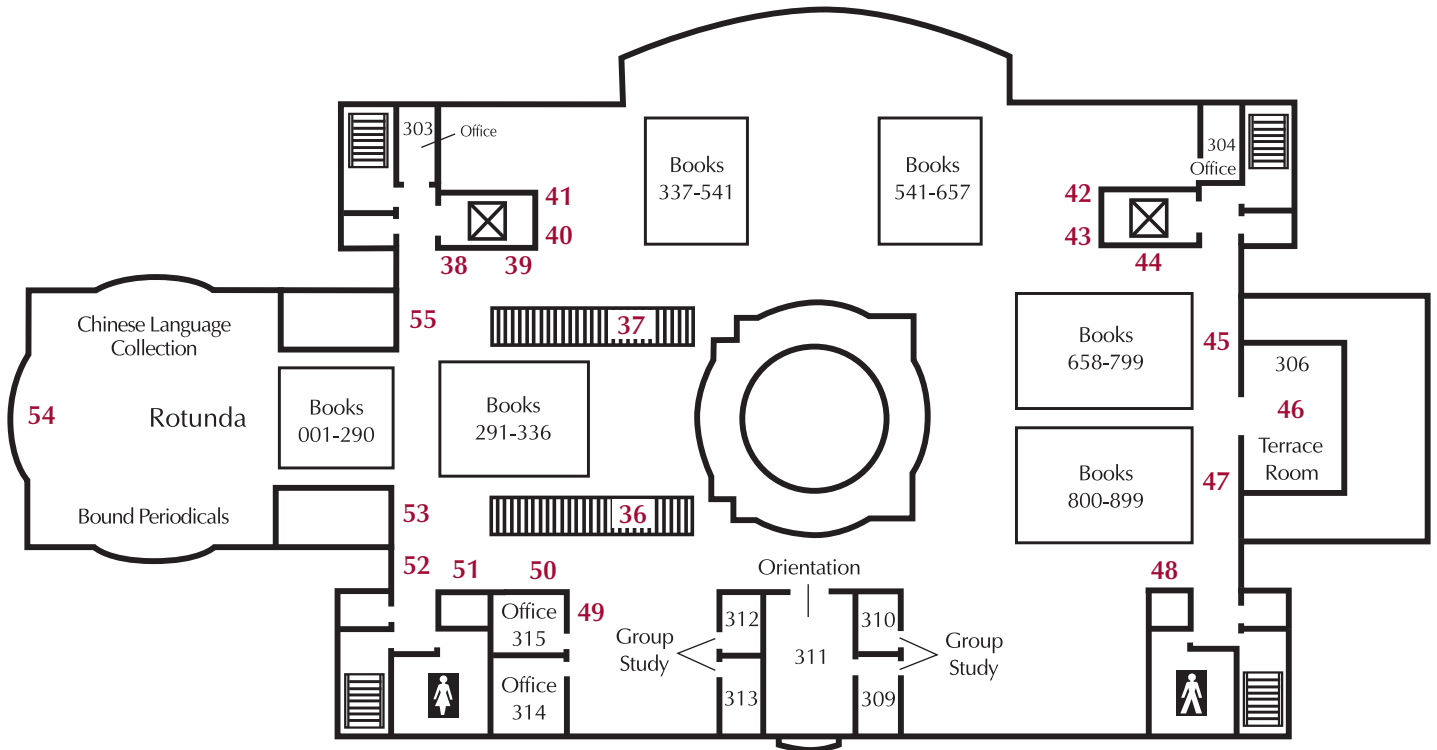 303
Office
304
Office
Books
337-541
Books
541-657
41
42
40
43
38
39
44
55
37
45
Chinese Language
Collection
Books
658-799
306
54
Rotunda
Books
001-290
Books
291-336
46
Terrace
Room
Books
800-899
47
Bound Periodicals
53
36
52
51
50
Orientation
48
Office
315
49
312
310
Group
Study
311
Group
Study
Office
314
313
309